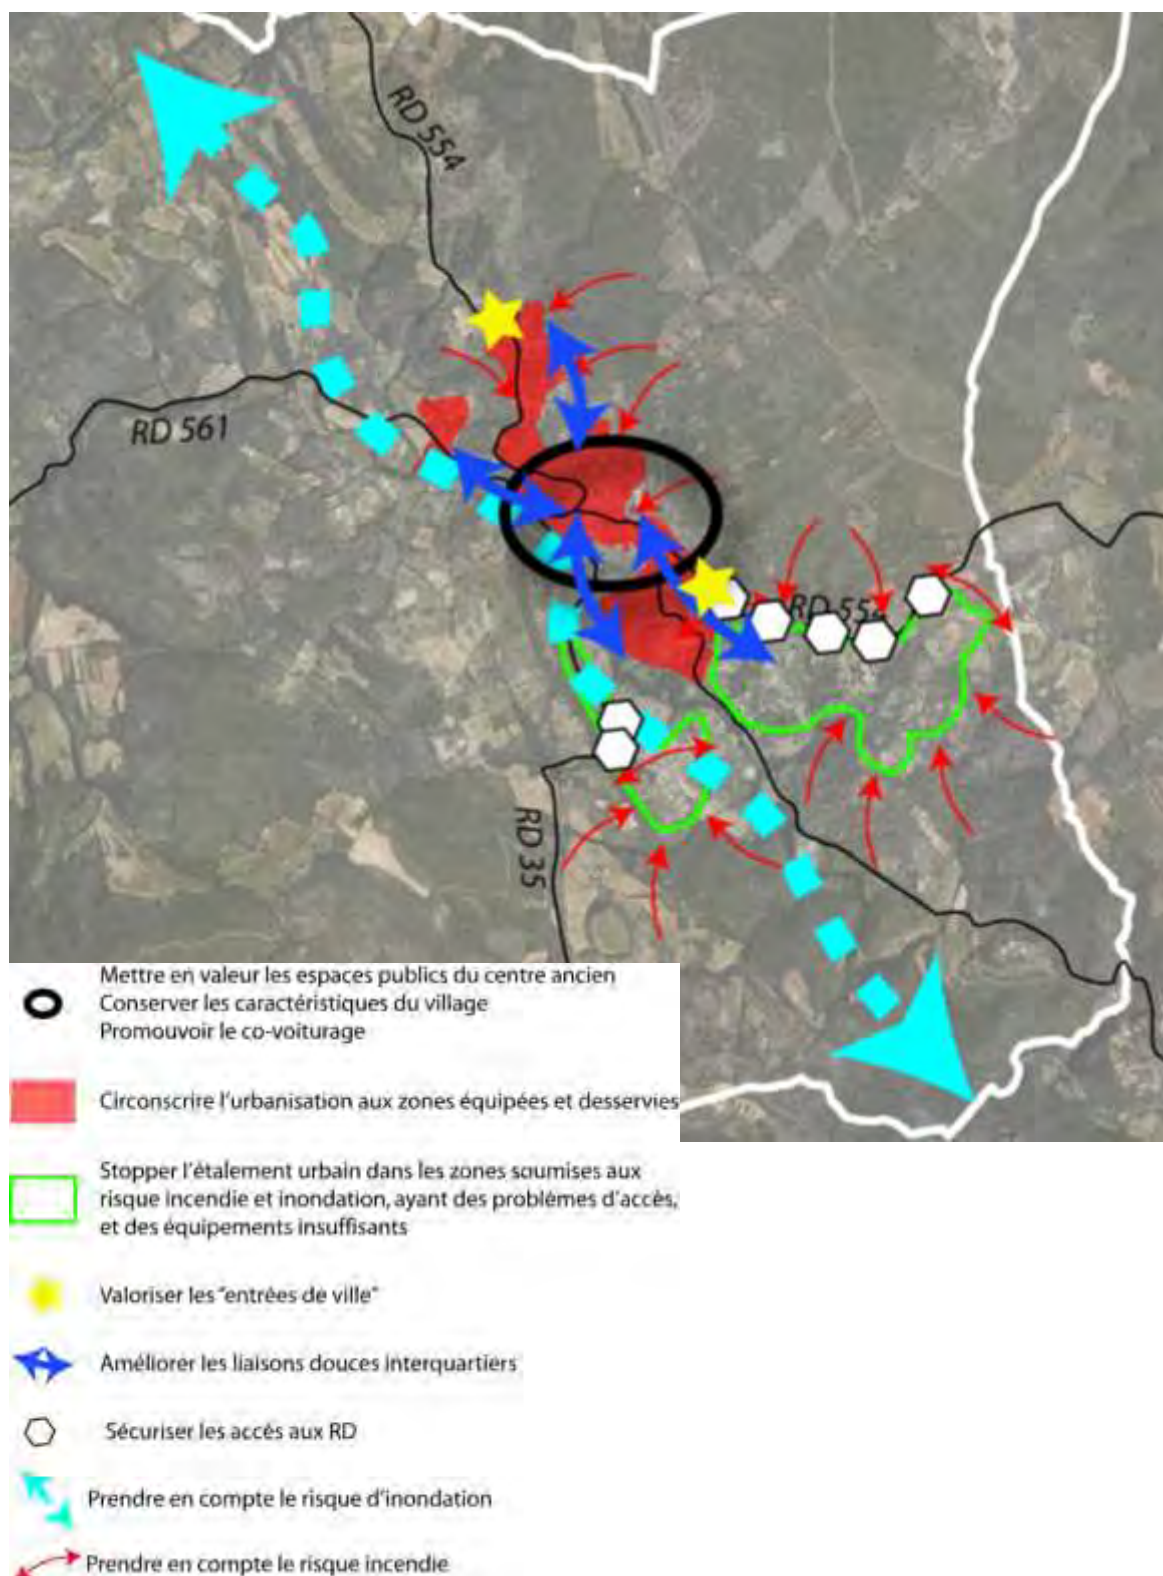 RD 554
RD 561
RD 554
RD 35
Mettre en valeur les espaces publics du centre ancien
Conserver les caractéristiques du village
Promouvoir le co-voiturage
Circonscrire l'urbanisation aux zones équipées et desservies
Stopper l'étalement urbain dans les zones soumises aux
risque incendie et inondation, ayant des problèmes d'accès,
et des équipements insuffisants
Valoriser les "entrées de ville"
Améliorer les liaisons douces interquartiers
Sécuriser les accés aux RD
Prendre en compte le risque d'inondation
Prendre en compte le risque incendie